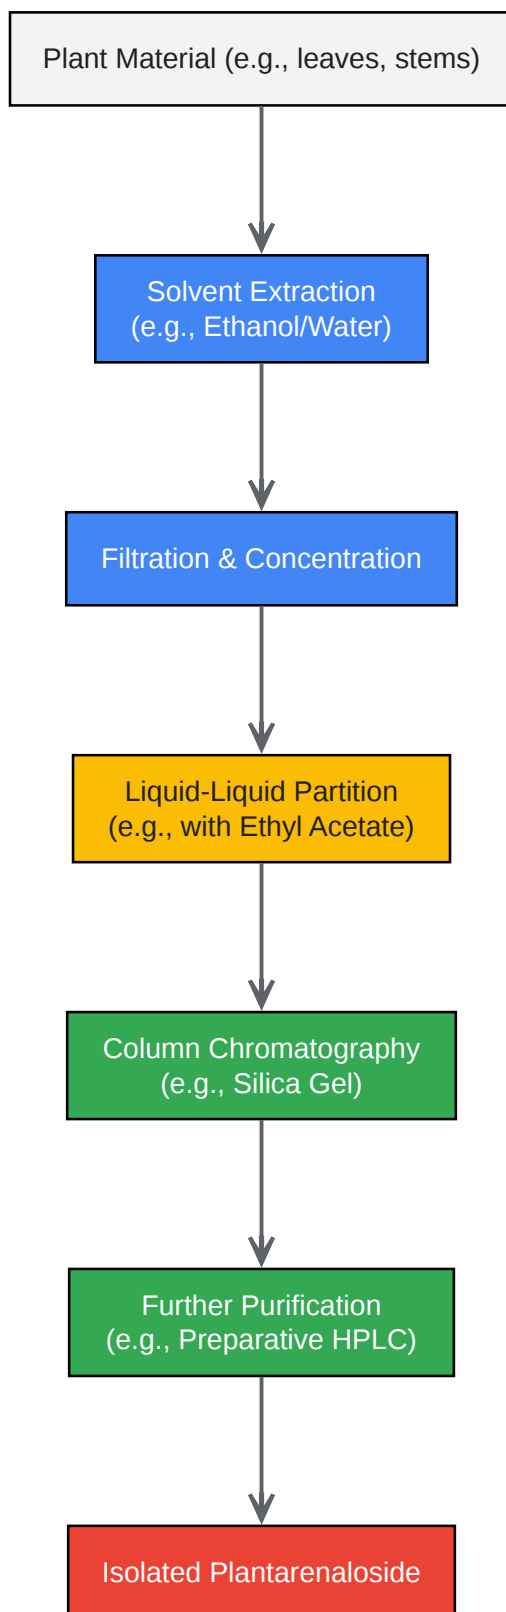 Plant Material (e.g., leaves, stems)
Solvent Extraction
(e.g., Ethanol/Water)
Filtration & Concentration
Liquid-Liquid Partition
(e.g., with Ethyl Acetate)
Column Chromatography
(e.g., Silica Gel)
Further Purification
(e.g., Preparative HPLC)
Isolated Plantarenaloside